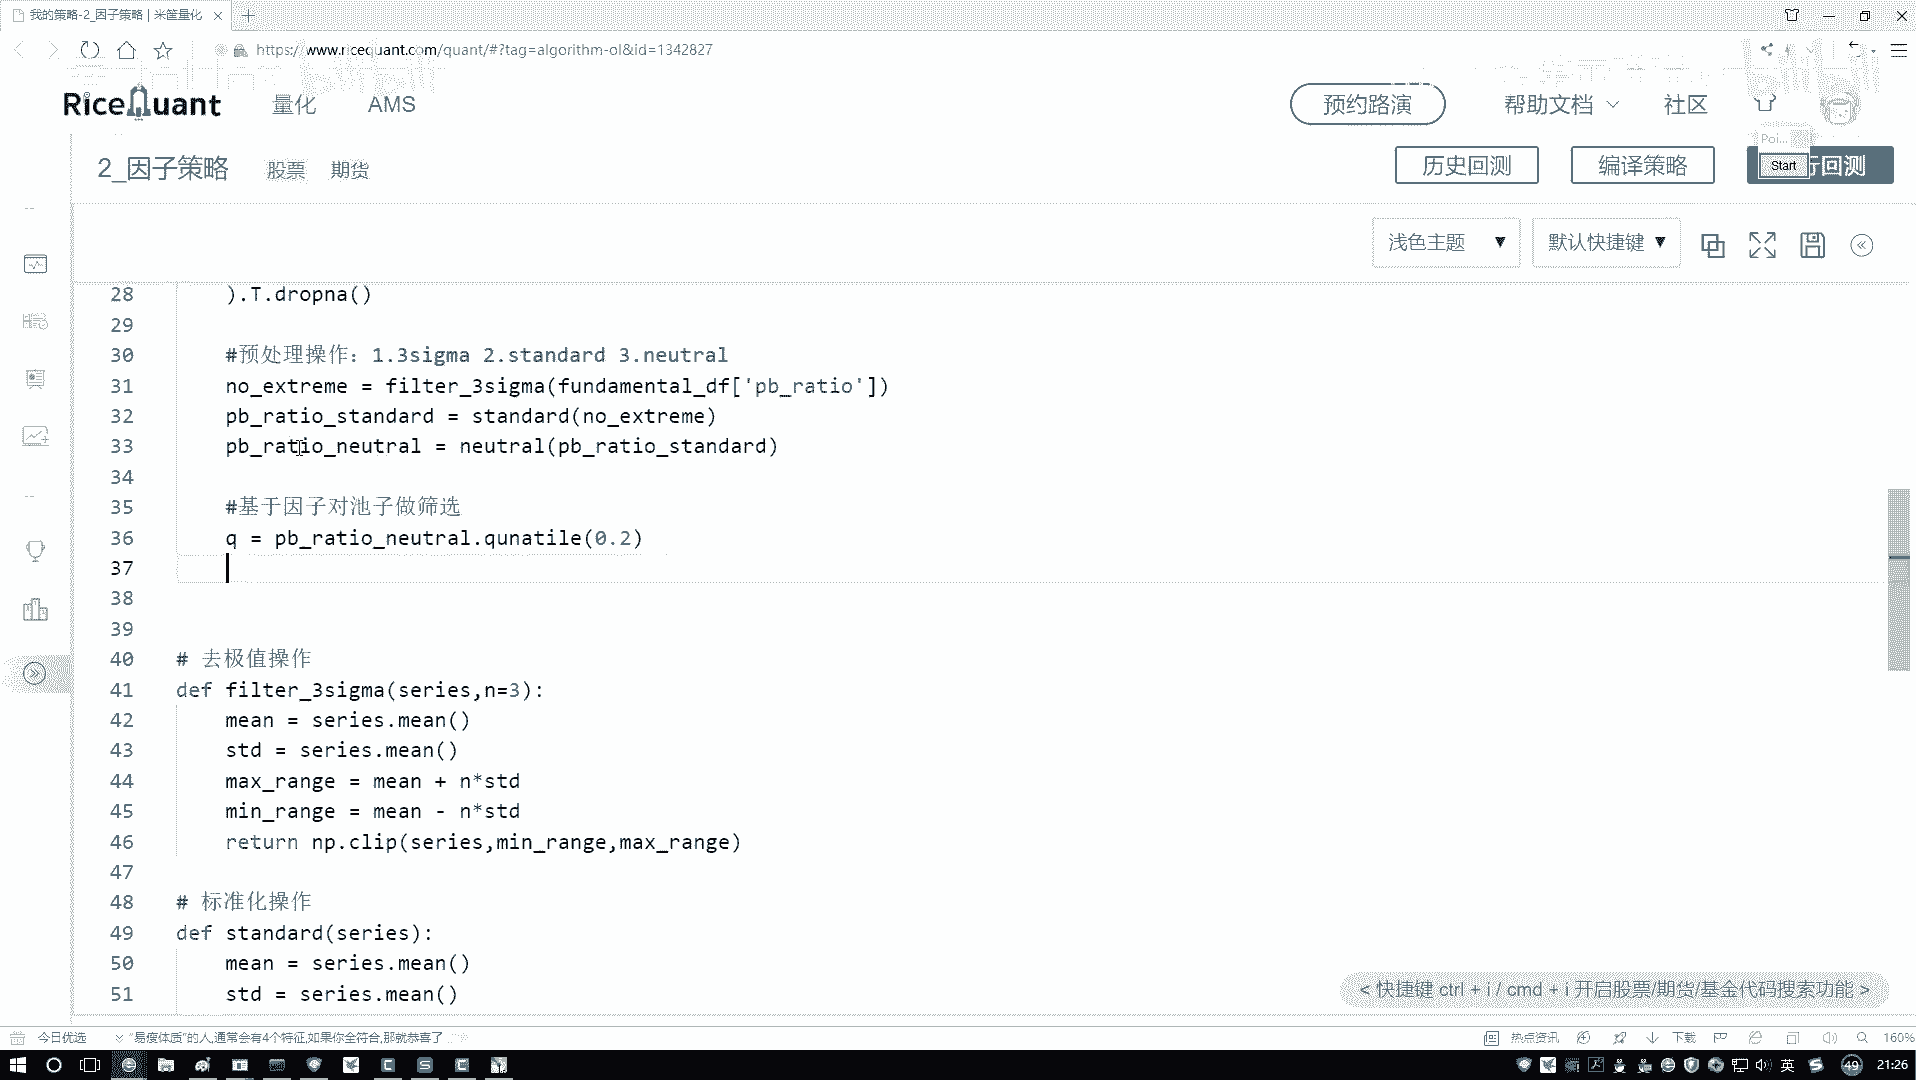 我的策略-2_因子策略 | 米筐量化
https://www.ricequant.com/quant/#?tag=algorithm-ol&id=1342827
RiceQuant 量化 AMS 预约路演 帮助文档 社区
Poi...
2_因子策略 股票 期货 历史回测 编译策略 Start 行回测
浅色主题 默认快捷键
28 ).T.dropna()
29
30 #预处理操作：1.3sigma 2.standard 3.neutral
31 no_extreme = filter_3sigma(fundamental_df['pb_ratio'])
32 pb_ratio_standard = standard(no_extreme)
33 pb_ratio_neutral = neutral(pb_ratio_standard)
34
35 #基于因子对池子做筛选
36 q = pb_ratio_neutral.qunatile(0.2)
37
38
39
40 # 去极值操作
41 def filter_3sigma(series,n=3):
42 mean = series.mean()
43 std = series.mean()
44 max_range = mean + n*std
45 min_range = mean - n*std
46 return np.clip(series,min_range,max_range)
47
48 # 标准化操作
49 def standard(series):
50 mean = series.mean()
51 std = series.mean()
< 快捷键 ctrl + i / cmd + i 开启股票/期货/基金代码搜索功能 >
今日优选 "易瘦体质"的人,通常会有4个特征,如果你全符合,那就恭喜了 热点资讯 下载 160%
英 49 21:26